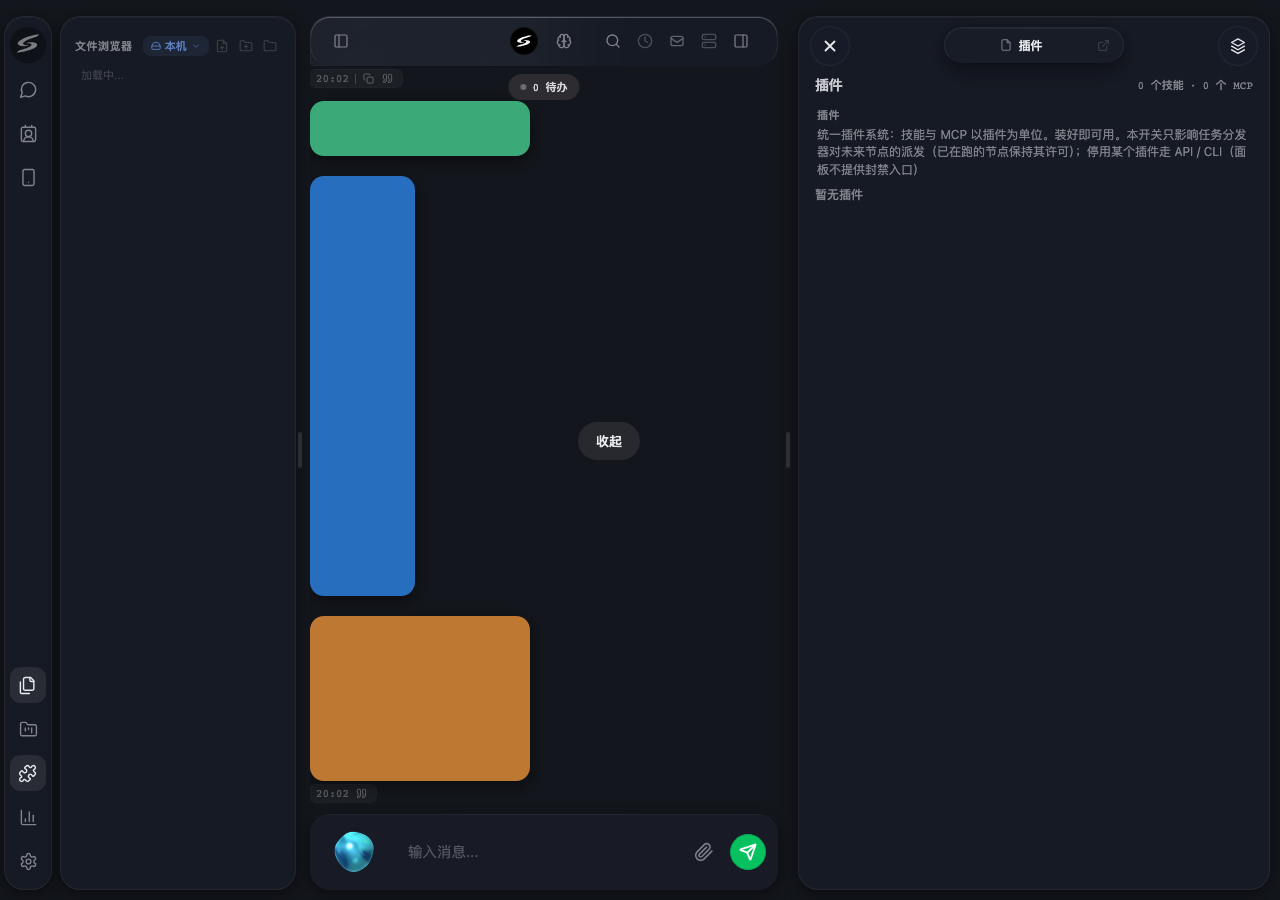 文件浏览器
本机
加载中...
20:02
0 待办
收起
20:02
输入消息...
插件
插件
0 个技能 · 0 个 MCP
插件
统一插件系统：技能与 MCP 以插件为单位。装好即可用。本开关只影响任务分发
器对未来节点的派发（已在跑的节点保持其许可）；停用某个插件走 API / CLI（面
板不提供封禁入口）
暂无插件